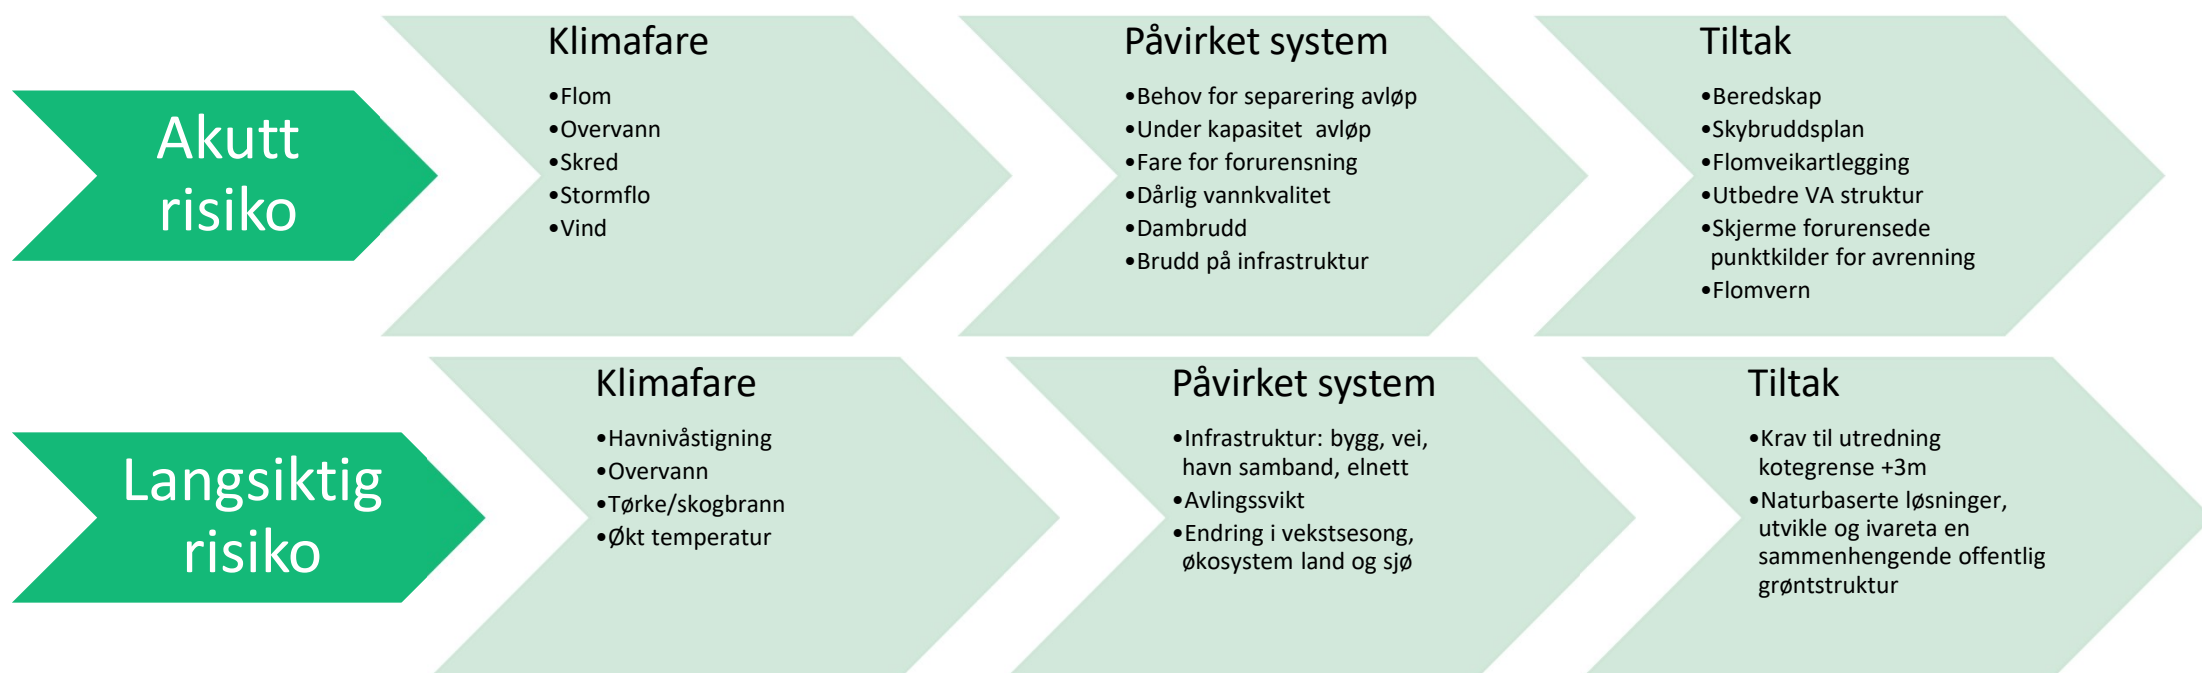 Akutt
risiko
Klimafare
•Flom
•Overvann
•Skred
•Stormflo
•Vind
Påvirket system
•Behov for separering avløp
•Under kapasitet  avløp
•Fare for forurensning
•Dårlig vannkvalitet
•Dambrudd
•Brudd på infrastruktur
Tiltak
•Beredskap
•Skybruddsplan
•Flomveikartlegging
•Utbedre VA struktur
•Skjerme forurensede
punktkilder for avrenning
•Flomvern
Langsiktig
risiko
Klimafare
•Havnivåstigning
•Overvann
•Tørke/skogbrann
•Økt temperatur
Påvirket system
•Infrastruktur: bygg, vei,
havn samband, elnett
•Avlingssvikt
•Endring i vekstsesong,
økosystem land og sjø
Tiltak
•Krav til utredning
kotegrense +3m
•Naturbaserte løsninger,
utvikle og ivareta en
sammenhengende offentlig
grøntstruktur